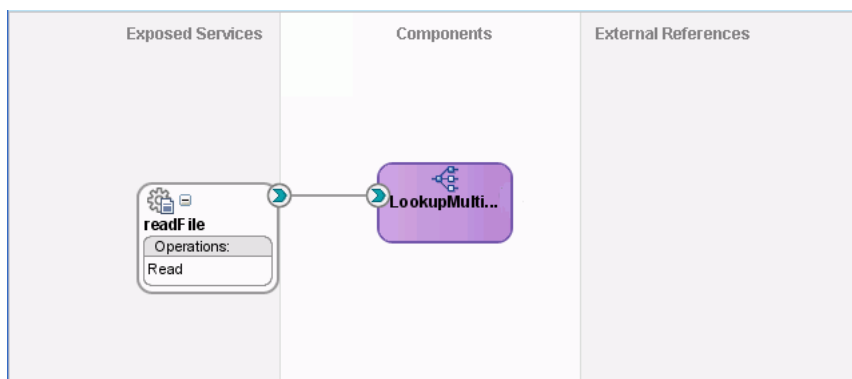 Exposed Services
Components
External References
readFile
Operations:
Read
LookupMulti...